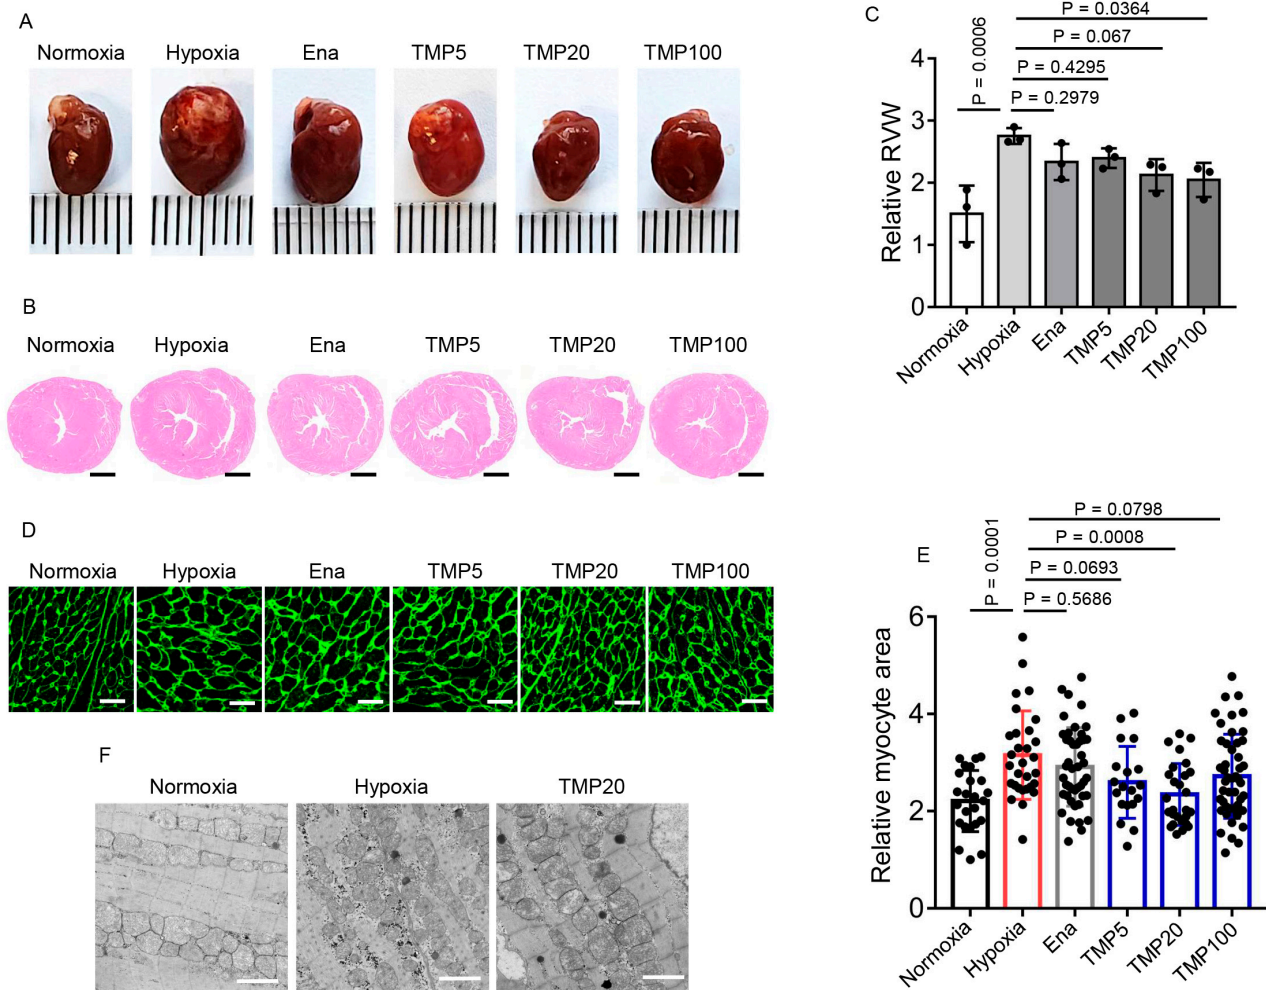 A
Normoxia Hypoxia Ena TMP5 TMP20 TMP100
B
Normoxia Hypoxia Ena TMP5 TMP20 TMP100
C
P = 0.0364
P = 0.067
P = 0.4295
P = 0.2979
P = 0.0006
Relative RVW
4
3
2
1
0
Normoxia Hypoxia Ena TMP5 TMP20 TMP100
D
Normoxia Hypoxia Ena TMP5 TMP20 TMP100
E
P = 0.0798
P = 0.0008
P = 0.0693
P = 0.5686
P = 0.0001
Relative myocyte area
6
4
2
0
Normoxia Hypoxia Ena TMP5 TMP20 TMP100
F
Normoxia Hypoxia TMP20